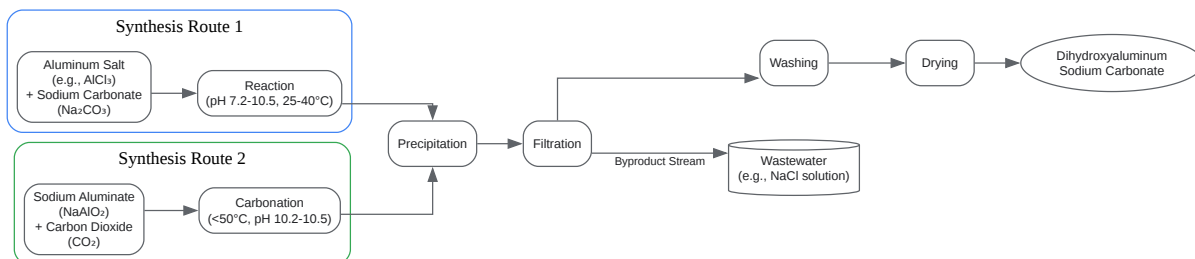 Synthesis Route 1
Aluminum Salt
(e.g., AlCl₃)
+ Sodium Carbonate
(Na₂CO₃)
Reaction
(pH 7.2-10.5, 25-40°C)
Synthesis Route 2
Sodium Aluminate
(NaAlO₂)
+ Carbon Dioxide
(CO₂)
Carbonation
(<50°C, pH 10.2-10.5)
Precipitation
Filtration
Byproduct Stream
Wastewater
(e.g., NaCl solution)
Washing
Drying
Dihydroxyaluminum
Sodium Carbonate